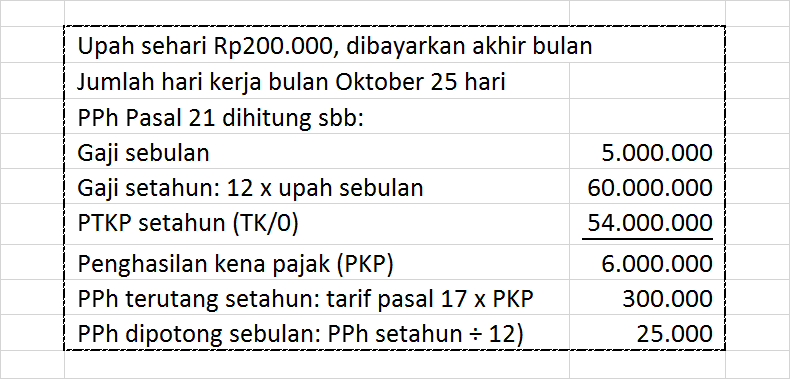 Upah sehari Rp200.000, dibayarkan akhir bulan
Jumlah hari kerja bulan Oktober 25 hari
PPh Pasal 21 dihitung sbb:
Gaji sebulan 5.000.000
Gaji setahun: 12 x upah sebulan 60.000.000
PTKP setahun (TK/0) 54.000.000
Penghasilan kena pajak (PKP) 6.000.000
PPh terutang setahun: tarif pasal 17 x PKP 300.000
PPh dipotong sebulan: PPh setahun ÷ 12) 25.000